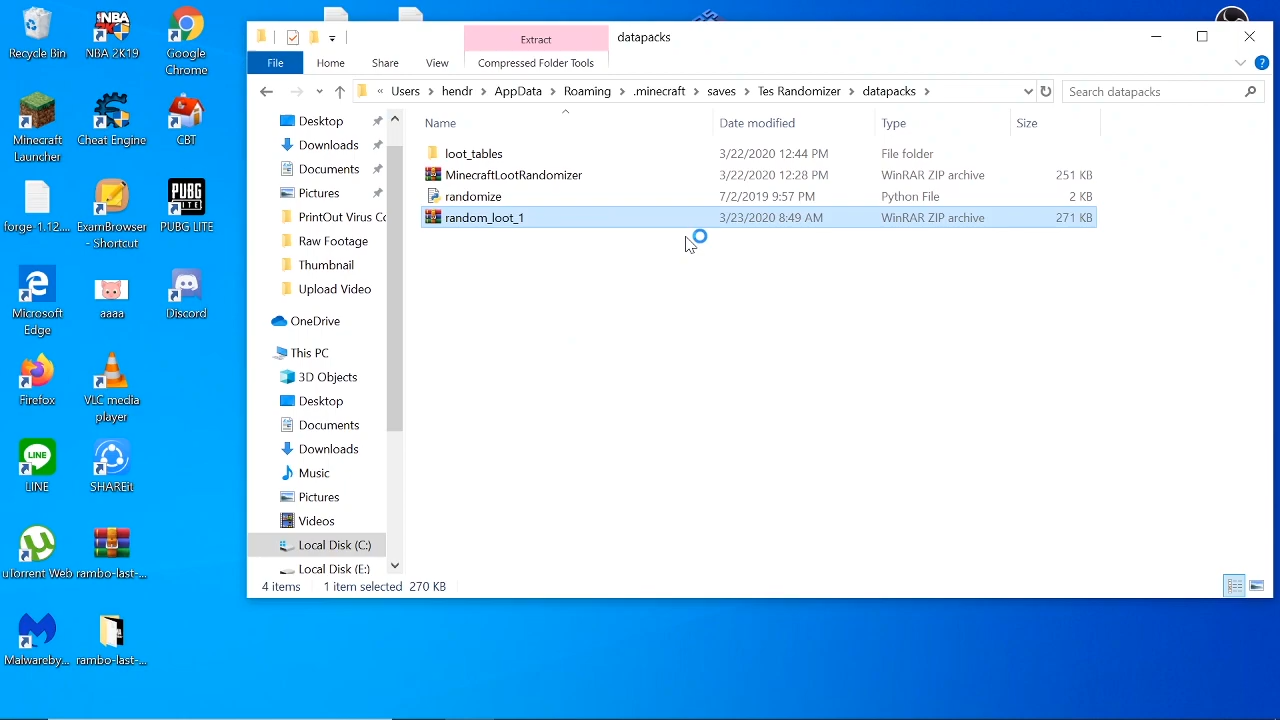 Recycle Bin
NBA 2K19
Google
Chrome
Minecraft
Launcher
Cheat Engine
CBT
forge-1.12....
ExamBrowser
- Shortcut
PUBG LITE
Microsoft
Edge
aaaa
Discord
Firefox
VLC media
player
LINE
SHAREit
uTorrent Web
rambo-last-...
Malwareby...
rambo-last-...
Extract
datapacks
File
Home
Share
View
Compressed Folder Tools
« Users > hendr > AppData > Roaming > .minecraft > saves > Tes Randomizer > datapacks >
Search datapacks
Desktop
Downloads
Documents
Pictures
PrintOut Virus Co
Raw Footage
Thumbnail
Upload Video
OneDrive
This PC
3D Objects
Desktop
Documents
Downloads
Music
Pictures
Videos
Local Disk (C:)
Local Disk (E:)
Name Date modified Type Size
loot_tables 3/22/2020 12:44 PM File folder
MinecraftLootRandomizer 3/22/2020 12:28 PM WinRAR ZIP archive 251 KB
randomize 7/2/2019 9:57 PM Python File 2 KB
random_loot_1 3/23/2020 8:49 AM WinRAR ZIP archive 271 KB
4 items 1 item selected 270 KB